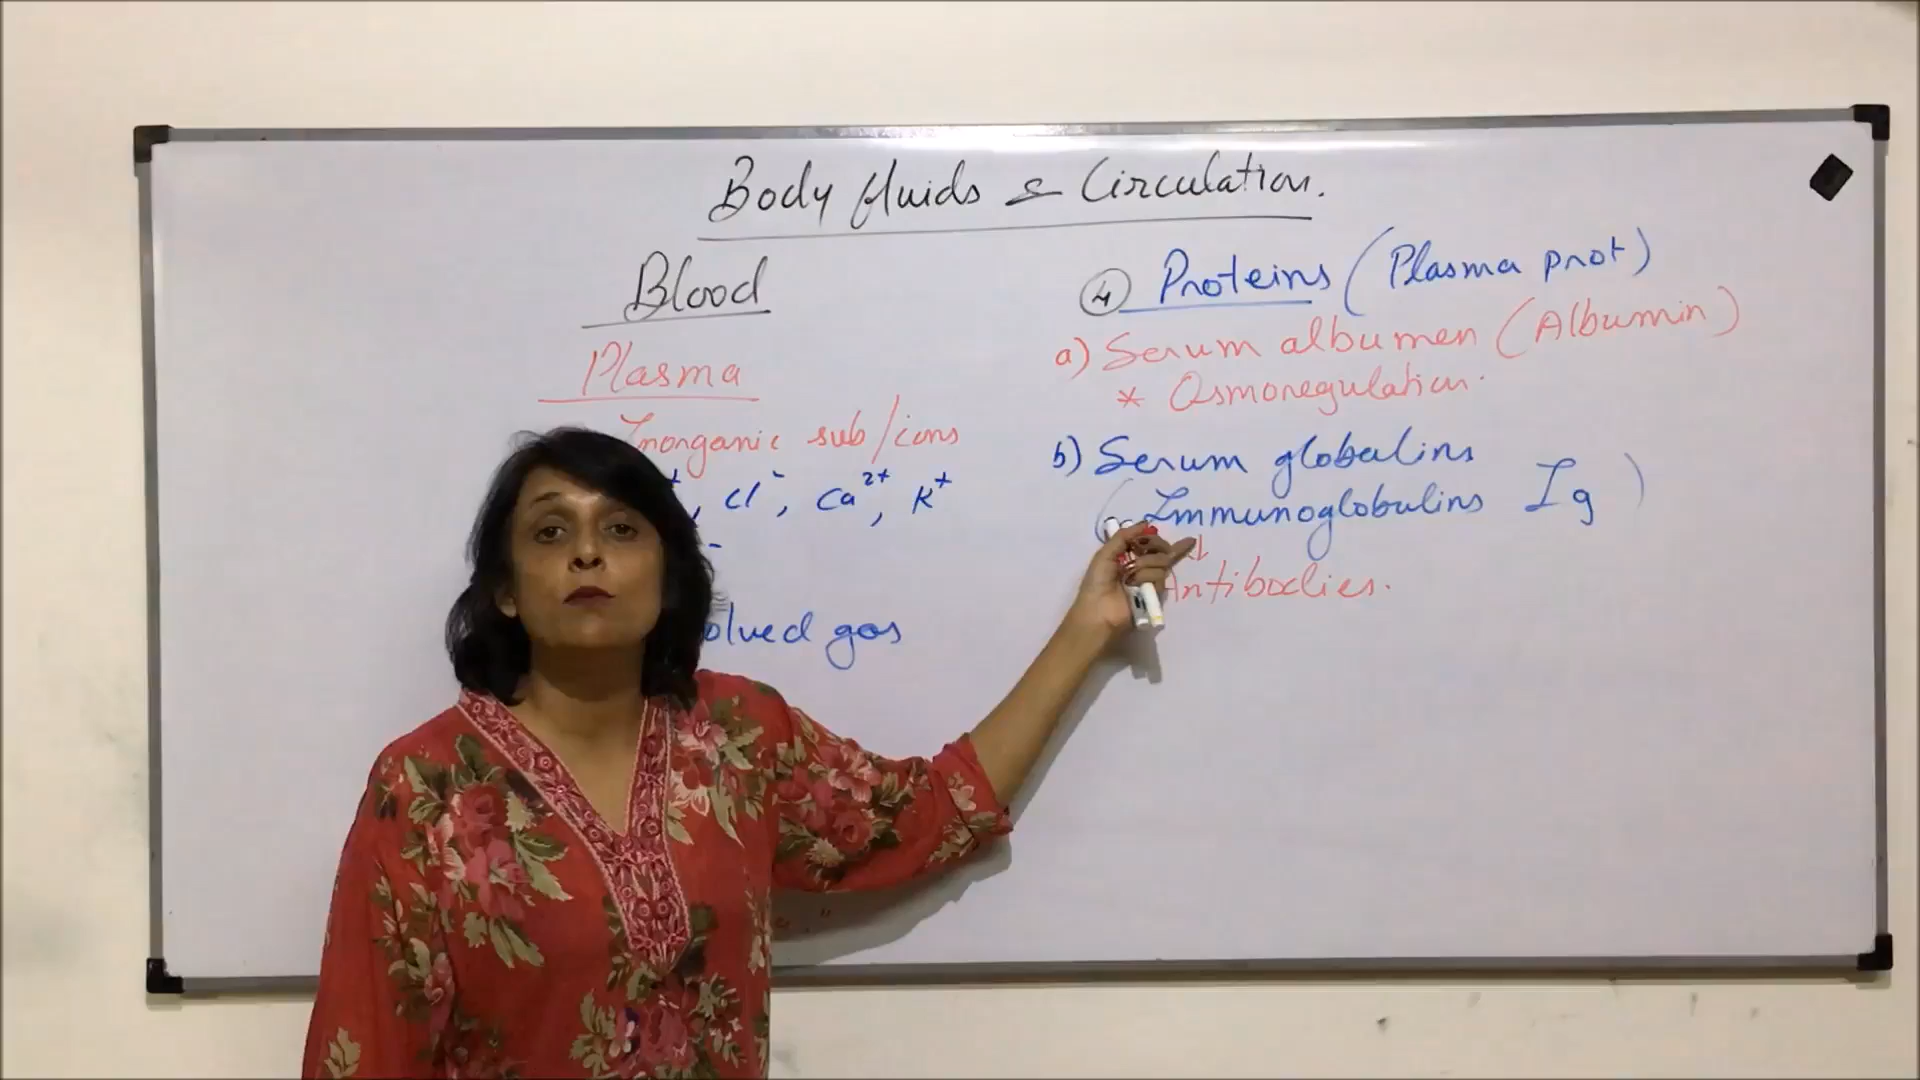 Body fluids & Circulation.
Blood
Plasma
Inorganic sub/cons
+, Cl⁻, Ca²⁺, K⁺
-
olved gas
④ Proteins (Plasma prot)
a) Serum albumen (Albumin)
* Osmoregulation.
b) Serum globulins
(Immunoglobulins Ig)
↓
Antibodies.